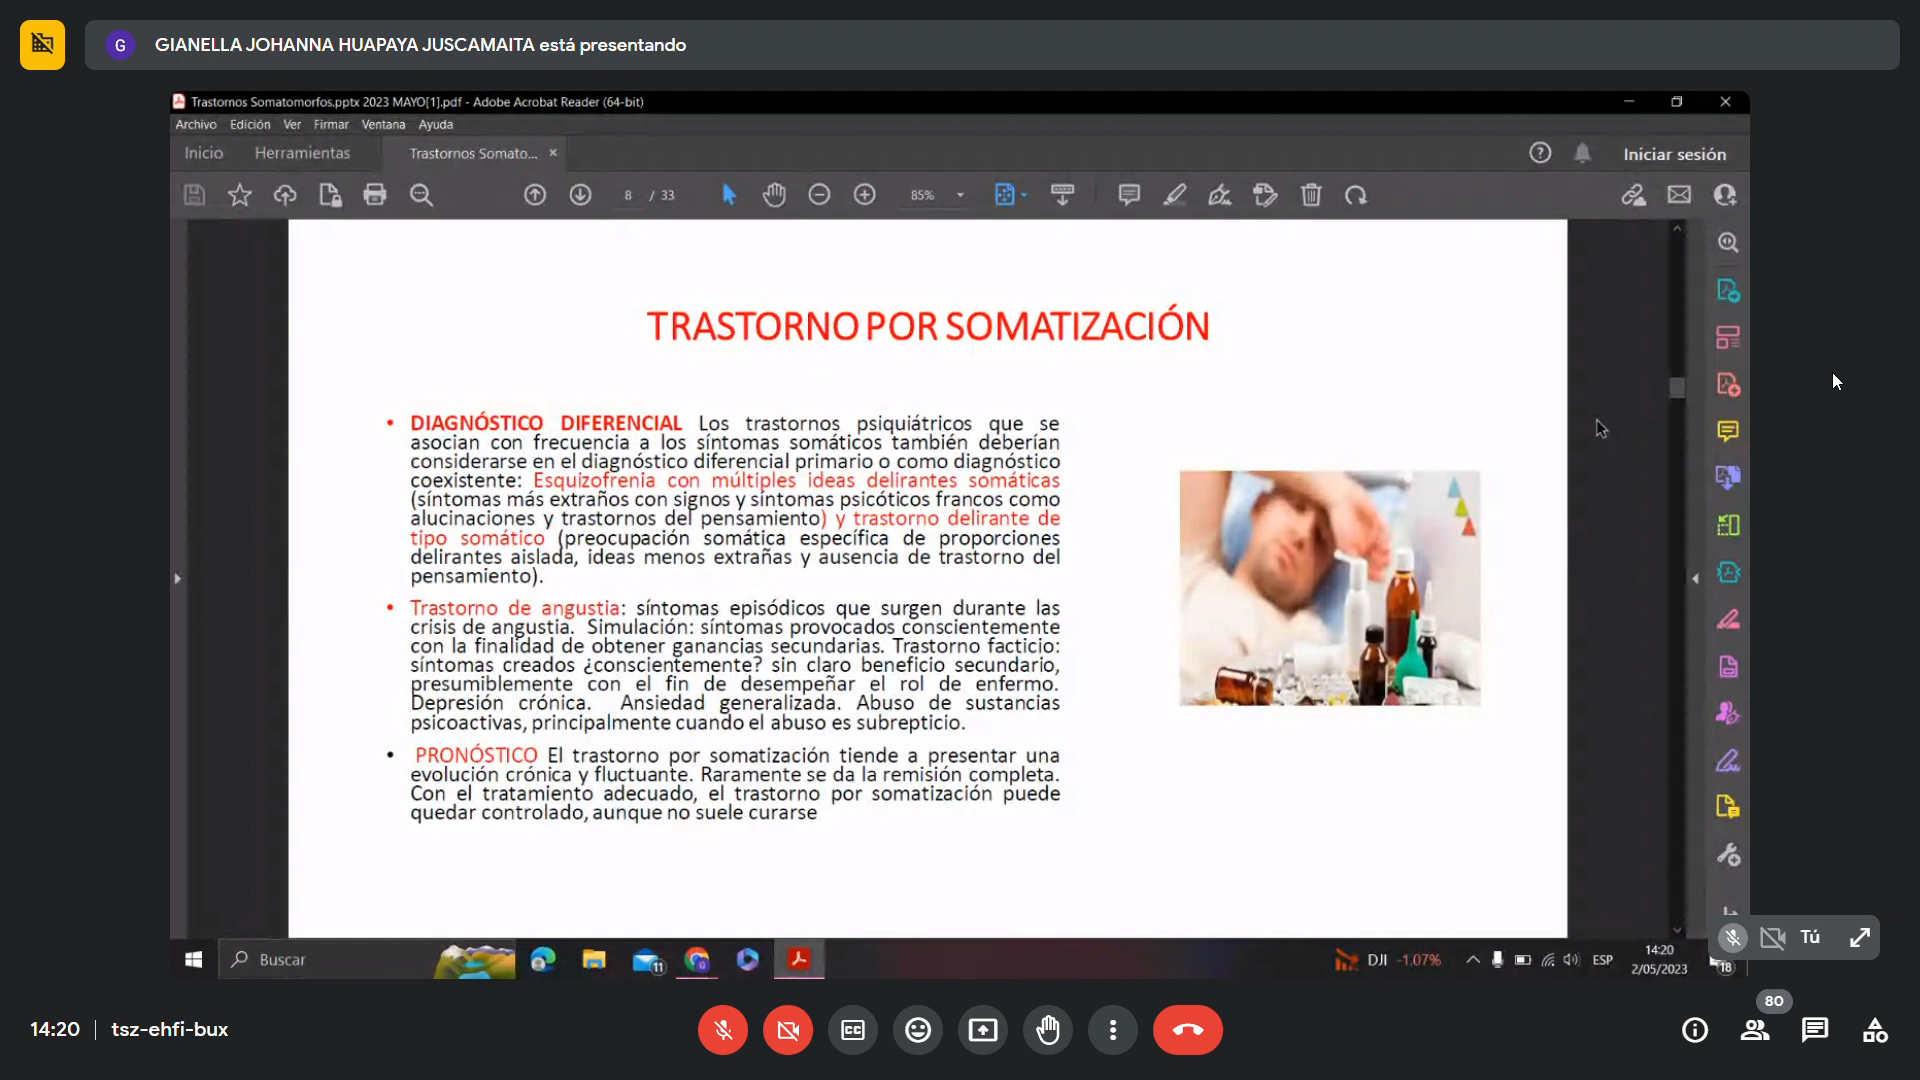 G GIANELLA JOHANNA HUAPAYA JUSCAMAITA está presentando
Trastornos Somatomorfos.pptx 2023 MAYO[1].pdf - Adobe Acrobat Reader (64-bit)
Archivo Edición Ver Firmar Ventana Ayuda
Inicio Herramientas Trastornos Somato... × Iniciar sesión
8 / 33 85%
TRASTORNO POR SOMATIZACIÓN
• DIAGNÓSTICO DIFERENCIAL Los trastornos psiquiátricos que se
asocian con frecuencia a los síntomas somáticos también deberían
considerarse en el diagnóstico diferencial primario o como diagnóstico
coexistente: Esquizofrenia con múltiples ideas delirantes somáticas
(síntomas más extraños con signos y síntomas psicóticos francos como
alucinaciones y trastornos del pensamiento) y trastorno delirante de
tipo somático (preocupación somática específica de proporciones
delirantes aislada, ideas menos extrañas y ausencia de trastorno del
pensamiento).
• Trastorno de angustia: síntomas episódicos que surgen durante las
crisis de angustia. Simulación: síntomas provocados conscientemente
con la finalidad de obtener ganancias secundarias. Trastorno facticio:
síntomas creados ¿conscientemente? sin claro beneficio secundario,
presumiblemente con el fin de desempeñar el rol de enfermo.
Depresión crónica. Ansiedad generalizada. Abuso de sustancias
psicoactivas, principalmente cuando el abuso es subrepticio.
• PRONÓSTICO El trastorno por somatización tiende a presentar una
evolución crónica y fluctuante. Raramente se da la remisión completa.
Con el tratamiento adecuado, el trastorno por somatización puede
quedar controlado, aunque no suele curarse
Tú
Buscar 11 DJI -1,07% ESP 14:20
2/05/2023 18
80
14:20 | tsz-ehfi-bux